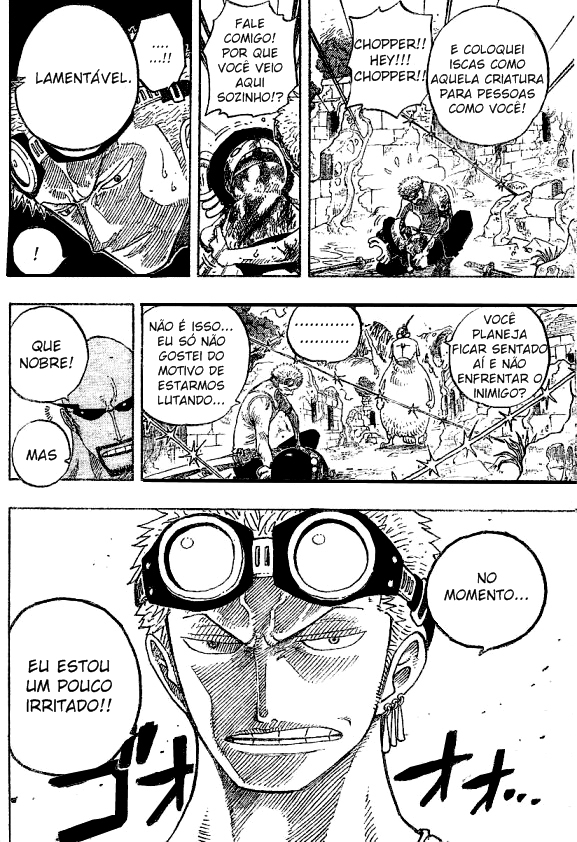 E COLOQUEI
ISCAS COMO
AQUELA CRIATURA
PARA PESSOAS
COMO VOCÊ!
CHOPPER!!
HEY!!!
CHOPPER!!
FALE
COMIGO!
POR QUE
VOCÊ VEIO
AQUI
SOZINHO!?
....
...!!
LAMENTÁVEL.
!
VOCÊ
PLANEJA
FICAR SENTADO
AÍ E NÃO
ENFRENTAR O
INIMIGO?
............
............
NÃO É ISSO...
EU SÓ NÃO
GOSTEI DO
MOTIVO DE
ESTARMOS
LUTANDO...
QUE
NOBRE!
MAS
NO
MOMENTO...
EU ESTOU
UM POUCO
IRRITADO!!
ゴオ
オオ...